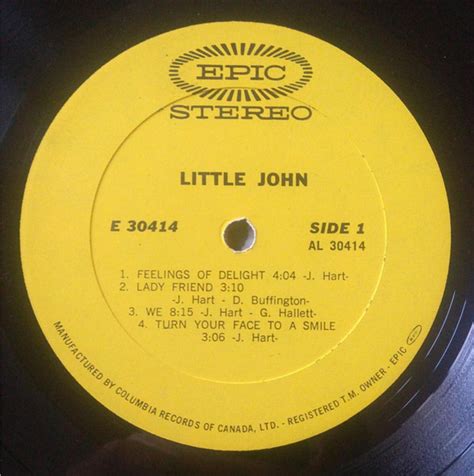 EPIC
STEREO
LITTLE JOHN
E 30414
SIDE 1
AL 30414
1. FEELINGS OF DELIGHT 4:04 -J. Hart-
2. LADY FRIEND 3:10
-J. Hart - D. Buffington-
3. WE 8:15 -J. Hart - G. Hallett-
4. TURN YOUR FACE TO A SMILE
3:06 -J. Hart-
MANUFACTURED BY COLUMBIA RECORDS OF CANADA, LTD. - REGISTERED T.M. OWNER - EPIC